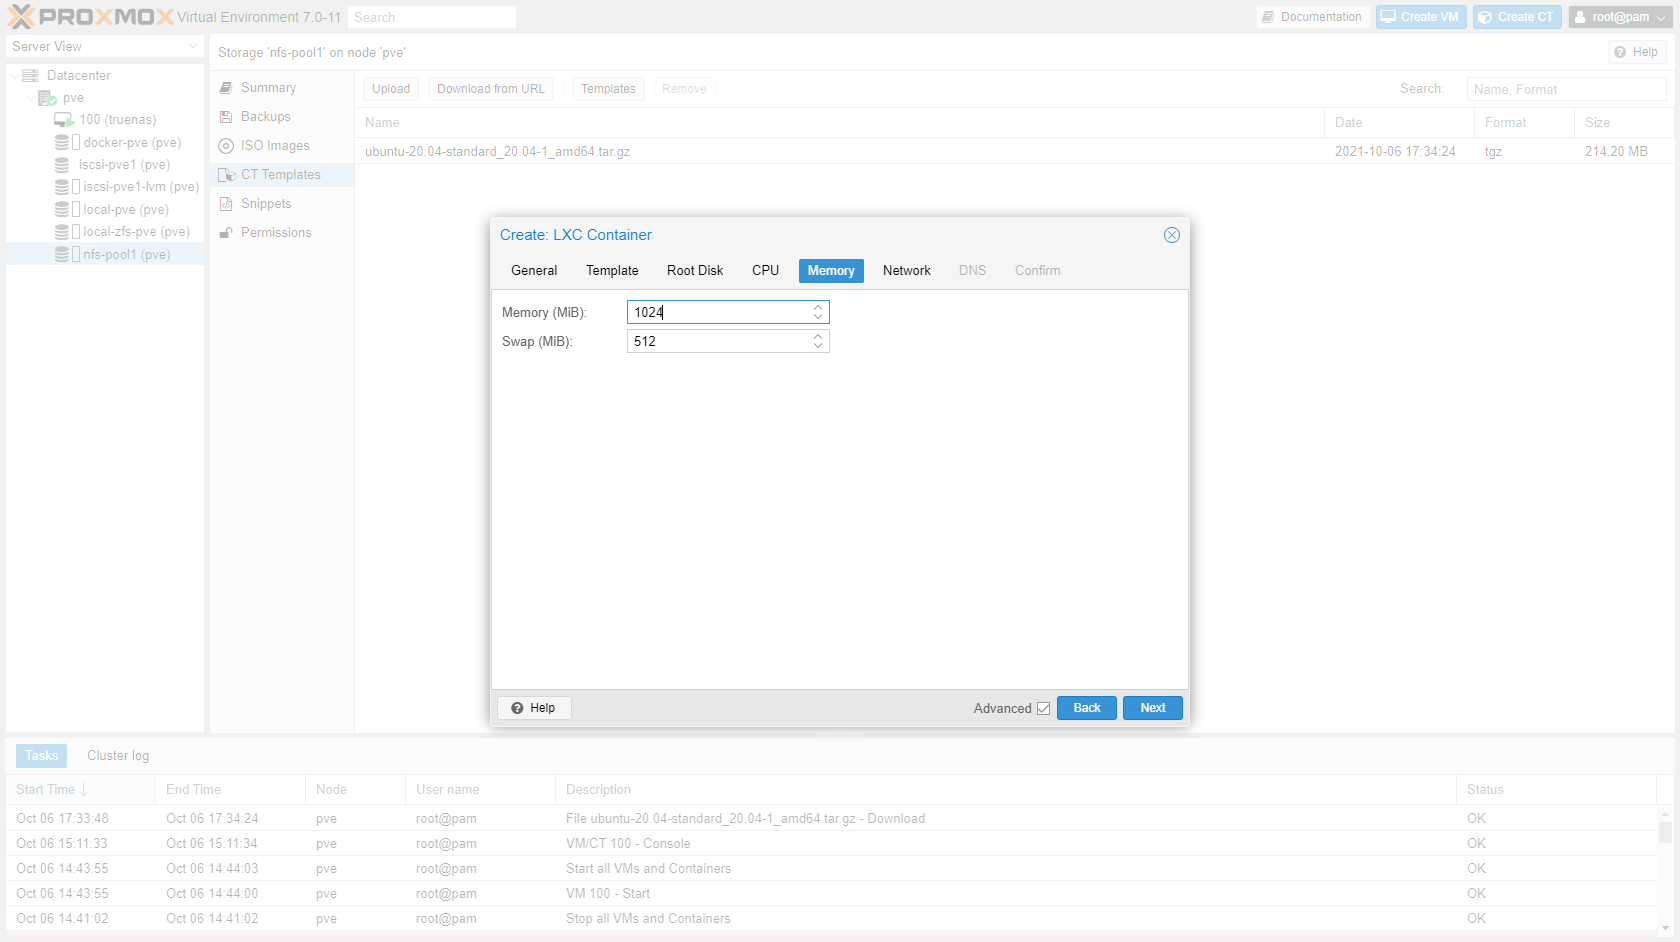 PROXMOX Virtual Environment 7.0-11 Search Documentation Create VM Create CT root@pam
Server View
Storage 'nfs-pool1' on node 'pve' Help
Datacenter
pve
100 (truenas)
docker-pve (pve)
iscsi-pve1 (pve)
iscsi-pve1-lvm (pve)
local-pve (pve)
local-zfs-pve (pve)
nfs-pool1 (pve)
Summary
Backups
ISO Images
CT Templates
Snippets
Permissions
Upload Download from URL Templates Remove Search: Name, Format
Name Date Format Size
ubuntu-20.04-standard_20.04-1_amd64.tar.gz 2021-10-06 17:34:24 tgz 214.20 MB
Create: LXC Container
General Template Root Disk CPU Memory Network DNS Confirm
Memory (MiB): 1024
Swap (MiB): 512
Help Advanced Back Next
Tasks Cluster log
Start Time End Time Node User name Description Status
Oct 06 17:33:48 Oct 06 17:34:24 pve root@pam File ubuntu-20.04-standard_20.04-1_amd64.tar.gz - Download OK
Oct 06 15:11:33 Oct 06 15:11:34 pve root@pam VM/CT 100 - Console OK
Oct 06 14:43:55 Oct 06 14:44:03 pve root@pam Start all VMs and Containers OK
Oct 06 14:43:55 Oct 06 14:44:00 pve root@pam VM 100 - Start OK
Oct 06 14:41:02 Oct 06 14:41:02 pve root@pam Stop all VMs and Containers OK